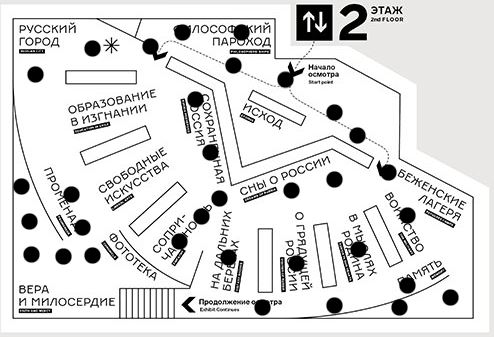 2
ЭТАЖ
2nd FLOOR
РУССКИЙ
ГОРОД
ФИЛОСОФСКИЙ
ПАРОХОД
Начало
осмотра
Start point
ОБРАЗОВАНИЕ
В ИЗГНАНИИ
СОХРАНЁННАЯ
РОССИЯ
ИСХОД
СВОБОДНЫЕ
ИСКУССТВА
СНЫ О РОССИИ
БЕЖЕНСКИЕ
ЛАГЕРЯ
ПРОМЕНАД
ФОТОТЕКА
СОПРИ-
ЧАСТНОСТЬ
НА ДАЛЬНИХ
БЕРЕГАХ
О ГРЯДУЩЕЙ
РОССИИ
В МЫСЛЯХ
РОДИНА
ВОИНСТВО
ПАМЯТЬ
ВЕРА
И МИЛОСЕРДИЕ
Продолжение осмотра
Exhibit Continues